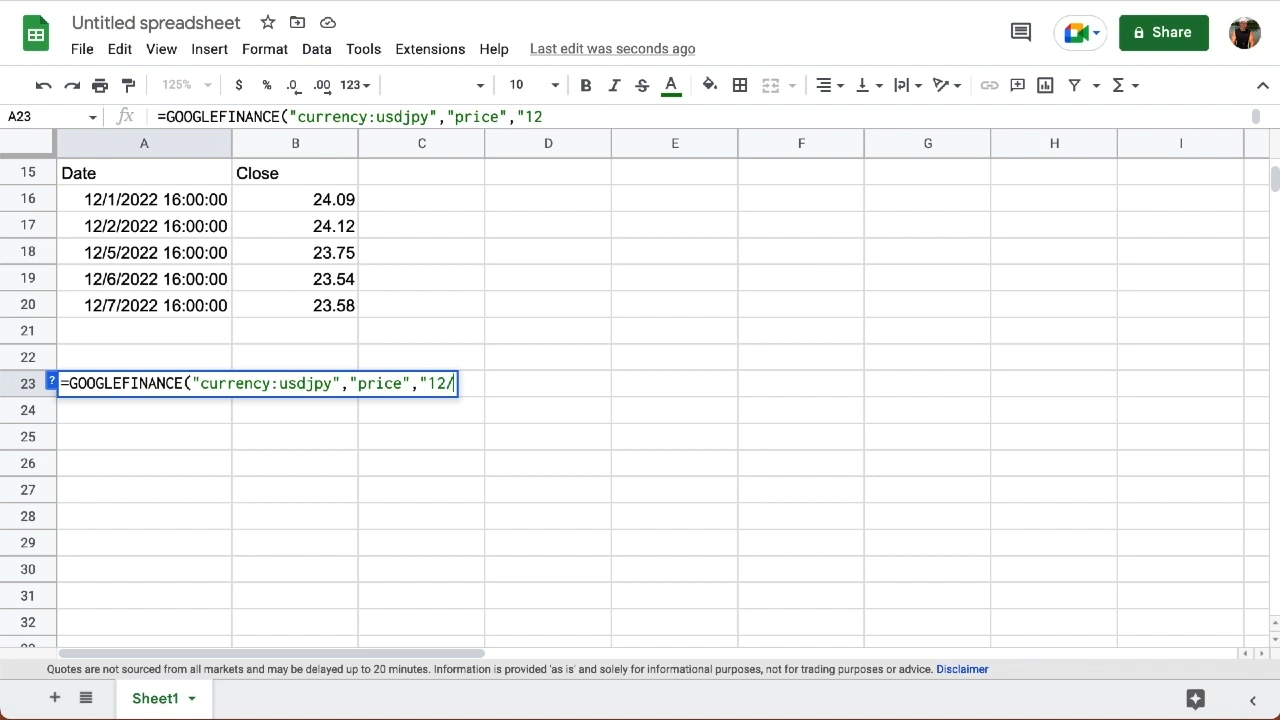 Untitled spreadsheet
File Edit View Insert Format Data Tools Extensions Help Last edit was seconds ago
Share
125% $ % .0 .00 123 10 B I S A
A23 fx =GOOGLEFINANCE("currency:usdjpy","price","12
A B C D E F G H I
15 Date Close
16 12/1/2022 16:00:00 24.09
17 12/2/2022 16:00:00 24.12
18 12/5/2022 16:00:00 23.75
19 12/6/2022 16:00:00 23.54
20 12/7/2022 16:00:00 23.58
21
22
23 ? =GOOGLEFINANCE("currency:usdjpy","price","12/
24
25
26
27
28
29
30
31
32
Quotes are not sourced from all markets and may be delayed up to 20 minutes. Information is provided 'as is' and solely for informational purposes, not for trading purposes or advice. Disclaimer
Sheet1